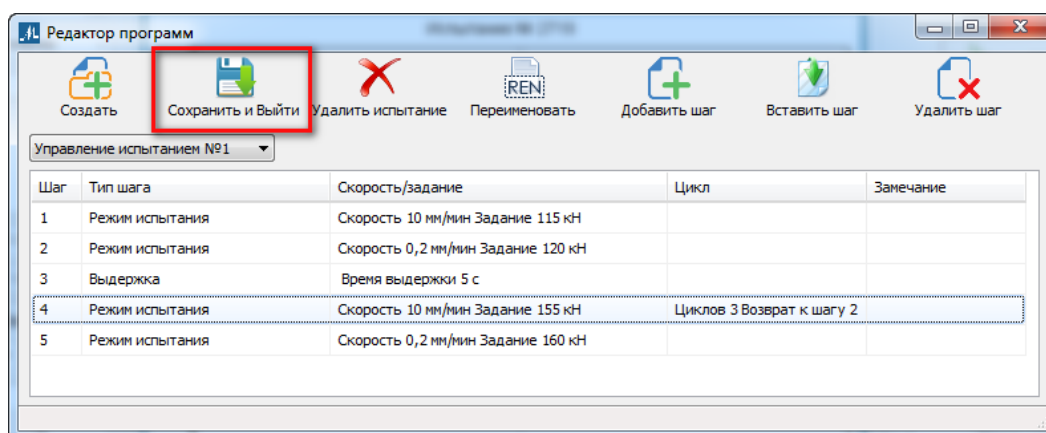 Редактор программ
REN
Создать Сохранить и Выйти Удалить испытание Переименовать Добавить шаг Вставить шаг Удалить шаг
Управление испытанием №1
Шаг Тип шага Скорость/задание Цикл Замечание
1 Режим испытания Скорость 10 мм/мин Задание 115 кН
2 Режим испытания Скорость 0,2 мм/мин Задание 120 кН
3 Выдержка Время выдержки 5 с
4 Режим испытания Скорость 10 мм/мин Задание 155 кН Циклов 3 Возврат к шагу 2
5 Режим испытания Скорость 0,2 мм/мин Задание 160 кН